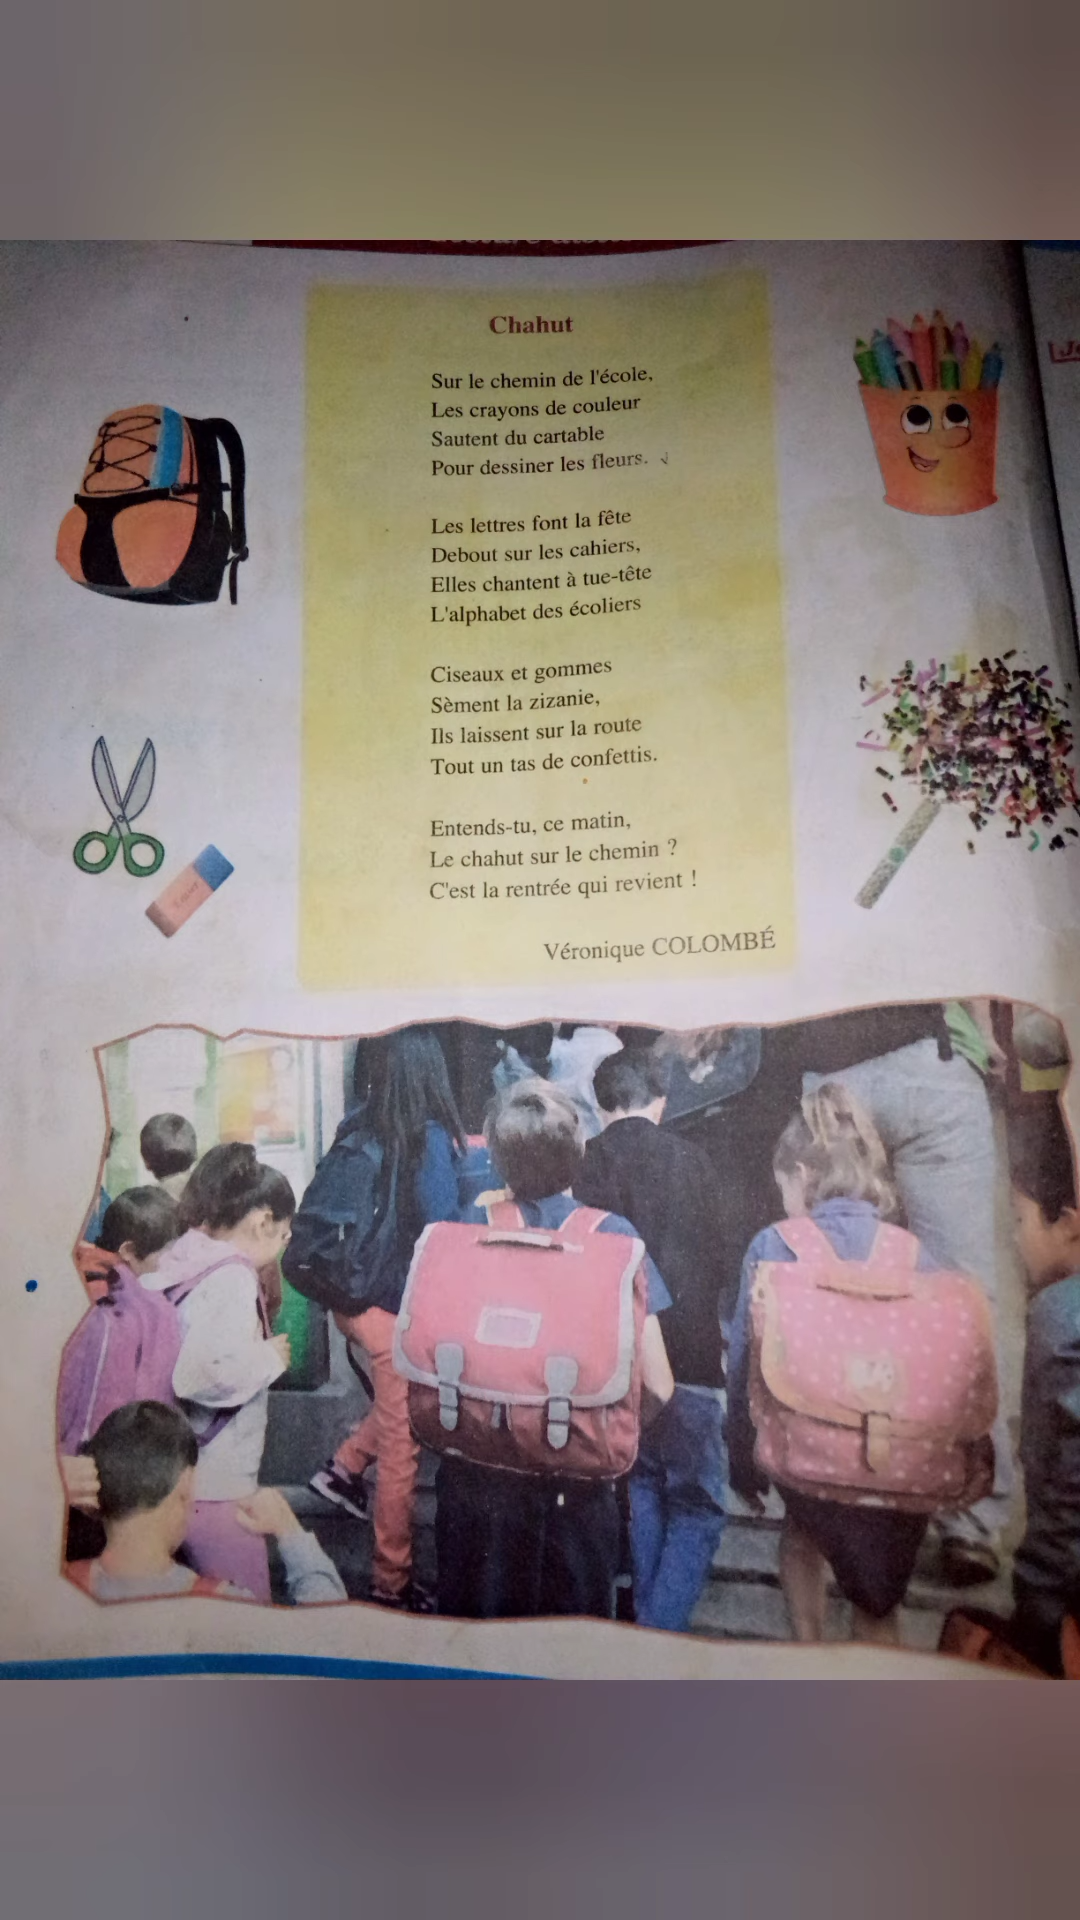 Chahut
Sur le chemin de l'école,
Les crayons de couleur
Sautent du cartable
Pour dessiner les fleurs.
Les lettres font la fête
Debout sur les cahiers,
Elles chantent à tue-tête
L'alphabet des écoliers
Ciseaux et gommes
Sèment la zizanie,
Ils laissent sur la route
Tout un tas de confettis.
Entends-tu, ce matin,
Le chahut sur le chemin ?
C'est la rentrée qui revient !
Véronique COLOMBÉ